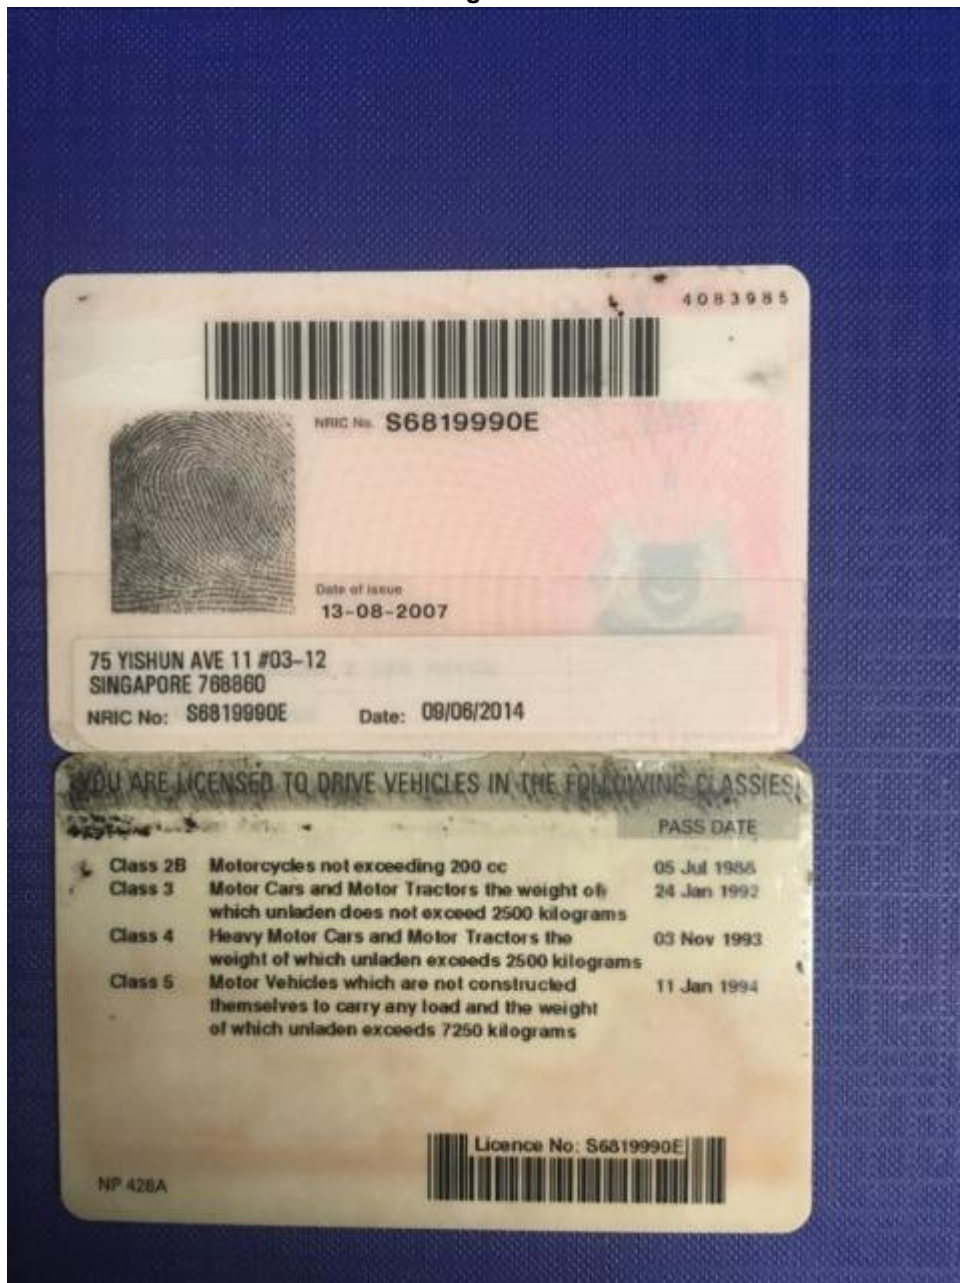 4083985
NRIC No. S6819990E
Date of issue
13-08-2007
75 YISHUN AVE 11 #03-12
SINGAPORE 768860
NRIC No: S6819990E Date: 09/06/2014
YOU ARE LICENSED TO DRIVE VEHICLES IN THE FOLLOWING CLASS(ES)
PASS DATE
Class 2B Motorcycles not exceeding 200 cc 05 Jul 1988
Class 3 Motor Cars and Motor Tractors the weight of 24 Jan 1992
which unladen does not exceed 2500 kilograms
Class 4 Heavy Motor Cars and Motor Tractors the 03 Nov 1993
weight of which unladen exceeds 2500 kilograms
Class 5 Motor Vehicles which are not constructed 11 Jan 1994
themselves to carry any load and the weight
of which unladen exceeds 7250 kilograms
Licence No: S6819990E
NP 428A